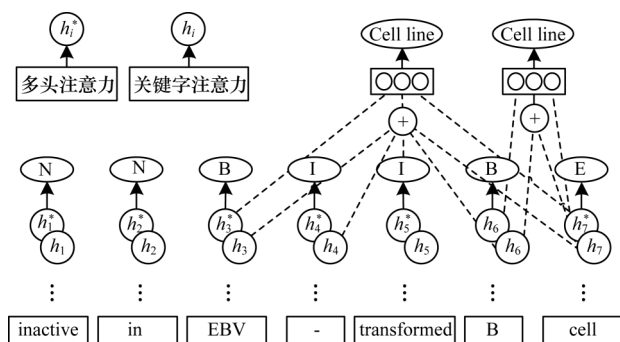 h*i hi Cell line Cell line
多头注意力 关键字注意力
+ +
N N B I I B E
h*1 h*2 h*3 h*4 h*5 h*6 h*7
h1 h2 h3 h4 h5 h6 h7
inactive in EBV - transformed B cell